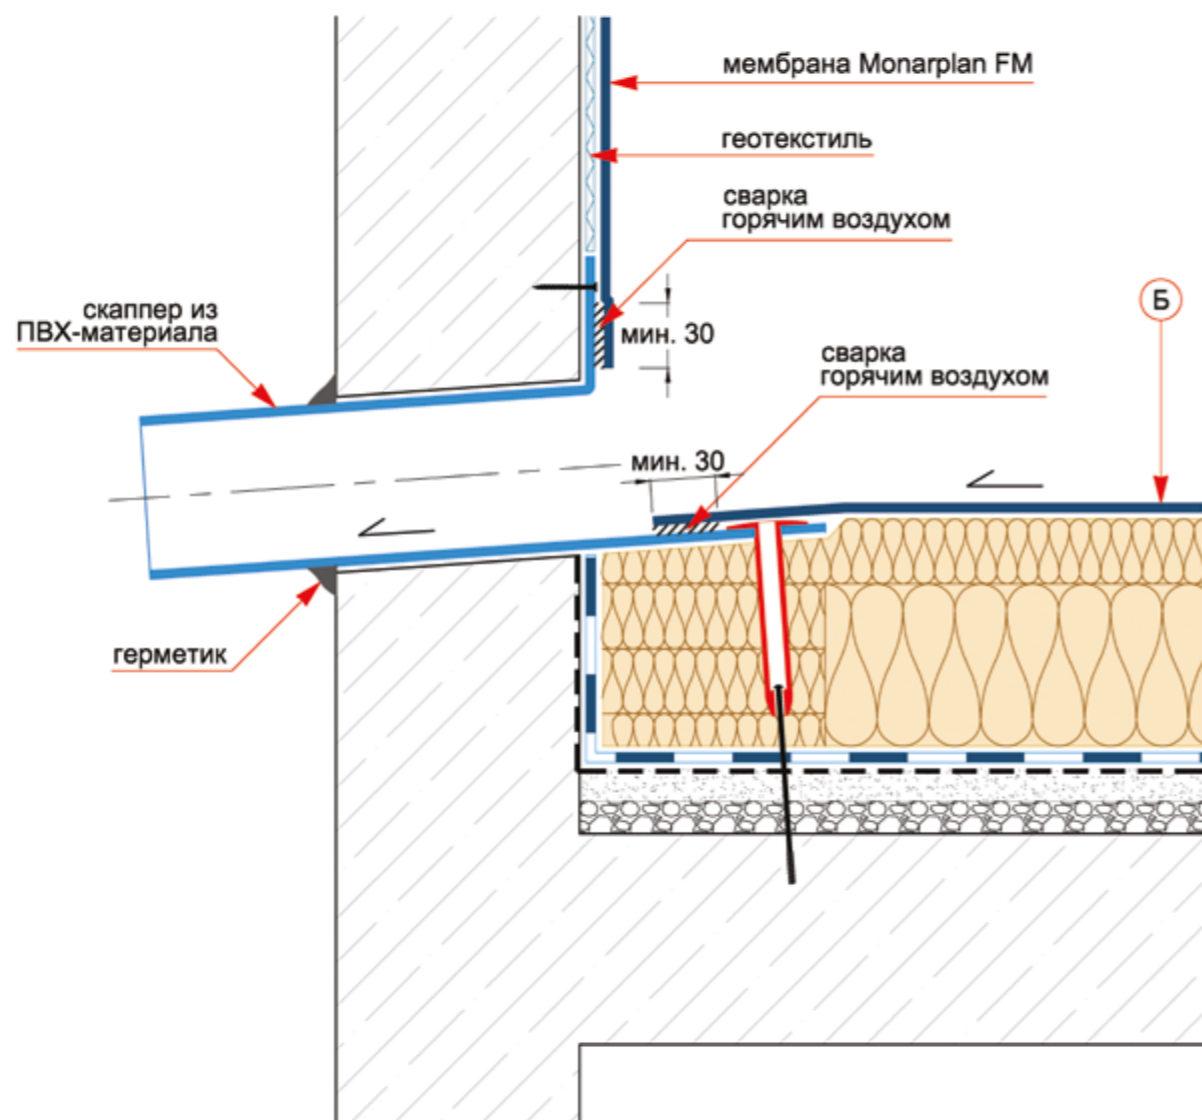 мембрана Monarplan FM
геотекстиль
сварка
горячим воздухом
скаппер из
ПВХ-материала
Б
мин. 30
сварка
горячим воздухом
мин. 30
герметик